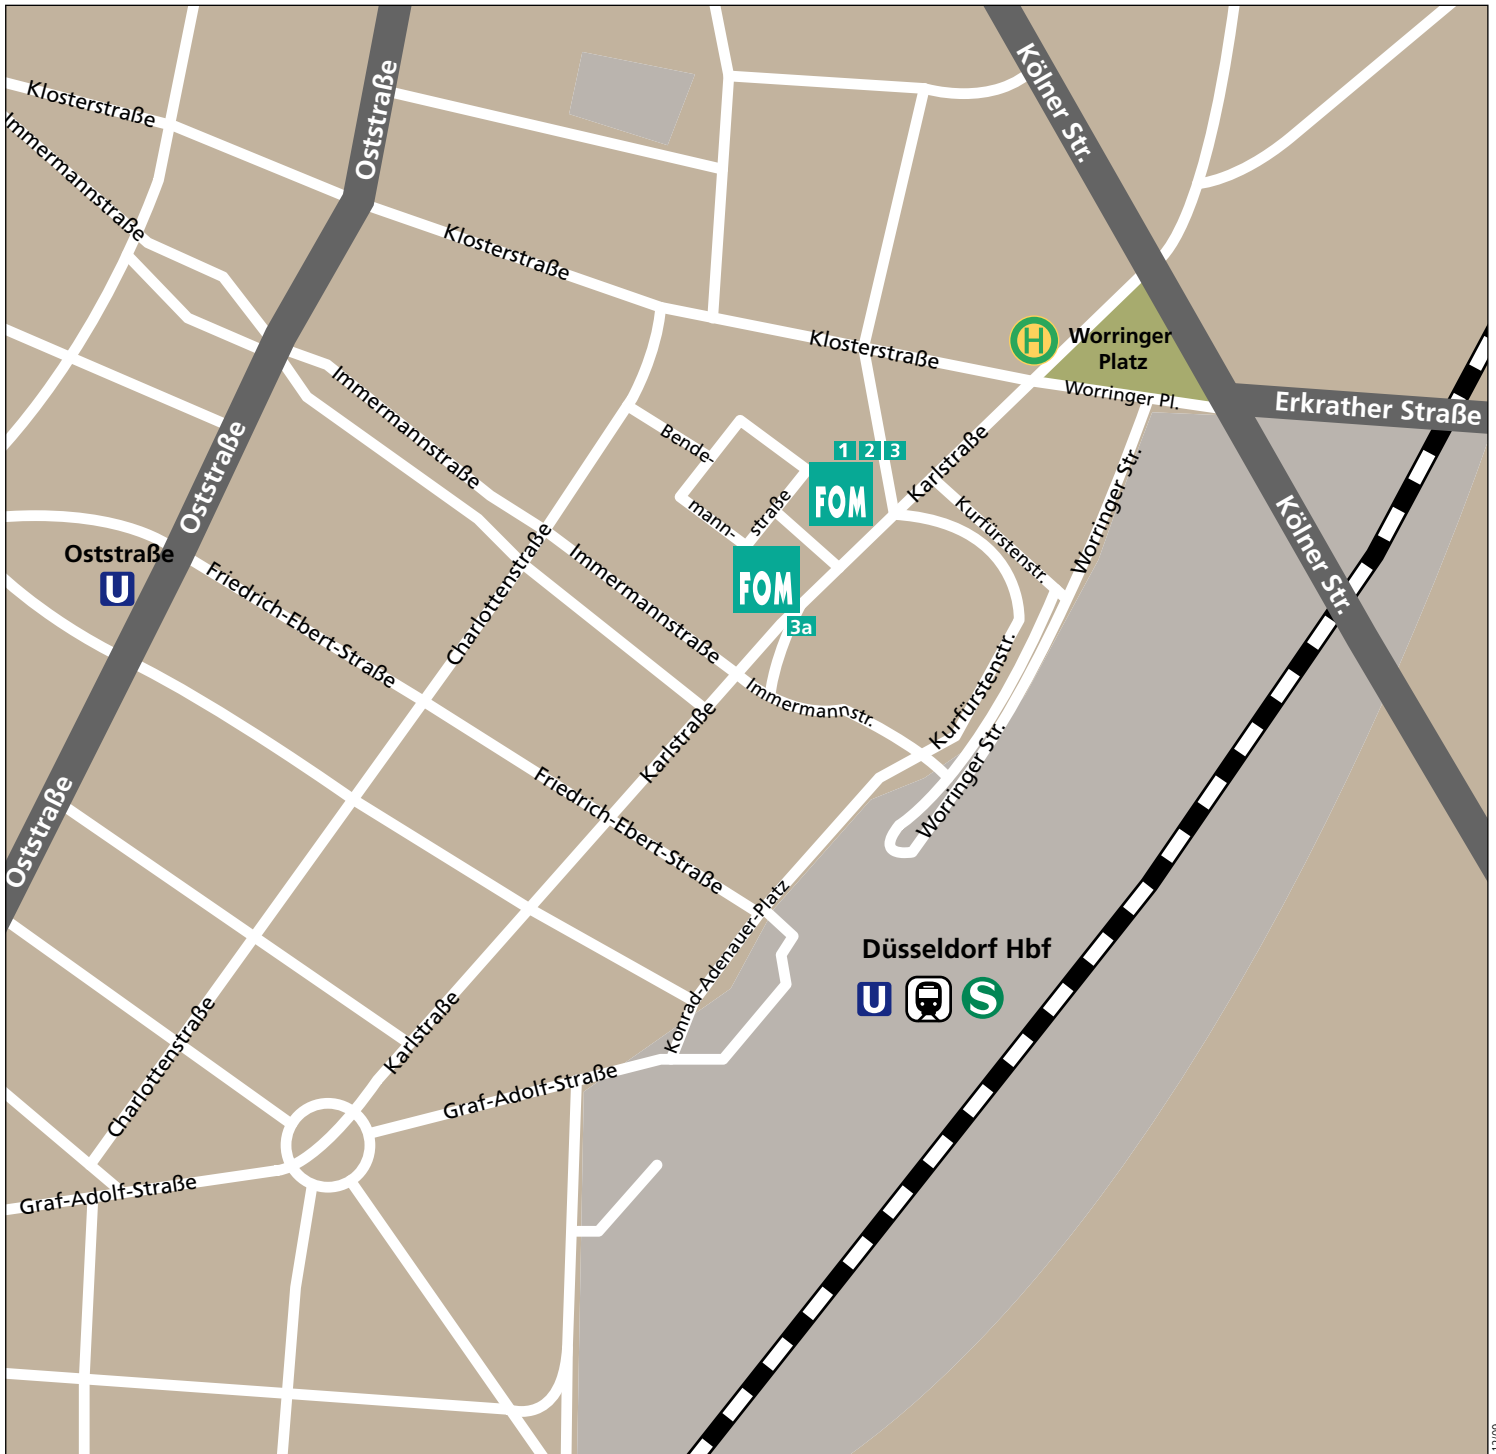 Kölner Str.
Oststraße
Klosterstraße
Immermannstraße
Klosterstraße
Klosterstraße
H
Worringer
Platz
Worringer Pl.
Erkrather Straße
Immermannstraße
Bende-
mann-
straße
1 2 3
FOM
Karlstraße
Kurfürstenstr.
Worringer Str.
Kölner Str.
Oststraße
Oststraße
U
Friedrich-Ebert-Straße
Charlottenstraße
Immermannstraße
FOM
3a
Immermannstr.
Kurfürstenstr.
Worringer Str.
Karlstraße
Friedrich-Ebert-Straße
Oststraße
Konrad-Adenauer-Platz
Düsseldorf Hbf
U S
Karlstraße
Charlottenstraße
Graf-Adolf-Straße
Graf-Adolf-Straße